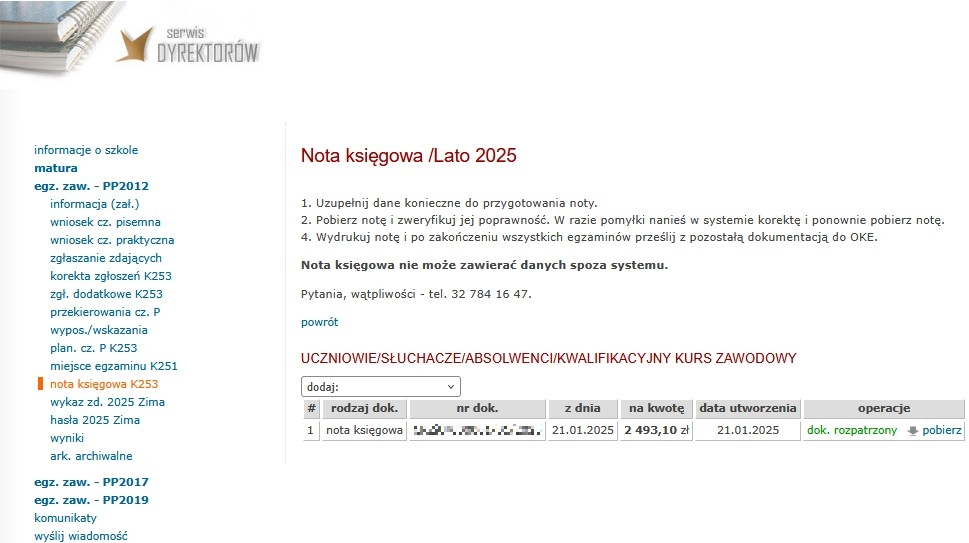 serwis
DYREKTORÓW
informacje o szkole
matura
egz. zaw. - PP2012
informacja (zał.)
wniosek cz. pisemna
wniosek cz. praktyczna
zgłaszanie zdających
korekta zgłoszeń K253
zgł. dodatkowe K253
przekierowania cz. P
wypos./wskazania
plan. cz. P K253
miejsce egzaminu K251
nota księgowa K253
wykaz zd. 2025 Zima
hasła 2025 Zima
wyniki
ark. archiwalne
egz. zaw. - PP2017
egz. zaw. - PP2019
komunikaty
wyślij wiadomość
Nota księgowa /Lato 2025
1. Uzupełnij dane konieczne do przygotowania noty.
2. Pobierz notę i zweryfikuj jej poprawność. W razie pomyłki nanieś w systemie korektę i ponownie pobierz notę.
4. Wydrukuj notę i po zakończeniu wszystkich egzaminów prześlij z pozostałą dokumentacją do OKE.
Nota księgowa nie może zawierać danych spoza systemu.
Pytania, wątpliwości - tel. 32 784 16 47.
powrót
UCZNIOWIE/SŁUCHACZE/ABSOLWENCI/KWALIFIKACYJNY KURS ZAWODOWY
dodaj:
# rodzaj dok. nr dok. z dnia na kwotę data utworzenia operacje
1 nota księgowa 21.01.2025 2 493,10 zł 21.01.2025 dok. rozpatrzony pobierz